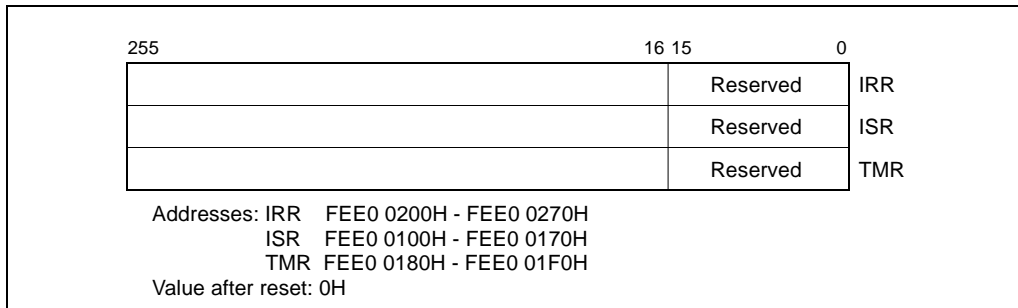 255 16 15 0
Reserved IRR
Reserved ISR
Reserved TMR
Addresses: IRR FEE0 0200H - FEE0 0270H
ISR FEE0 0100H - FEE0 0170H
TMR FEE0 0180H - FEE0 01F0H
Value after reset: 0H